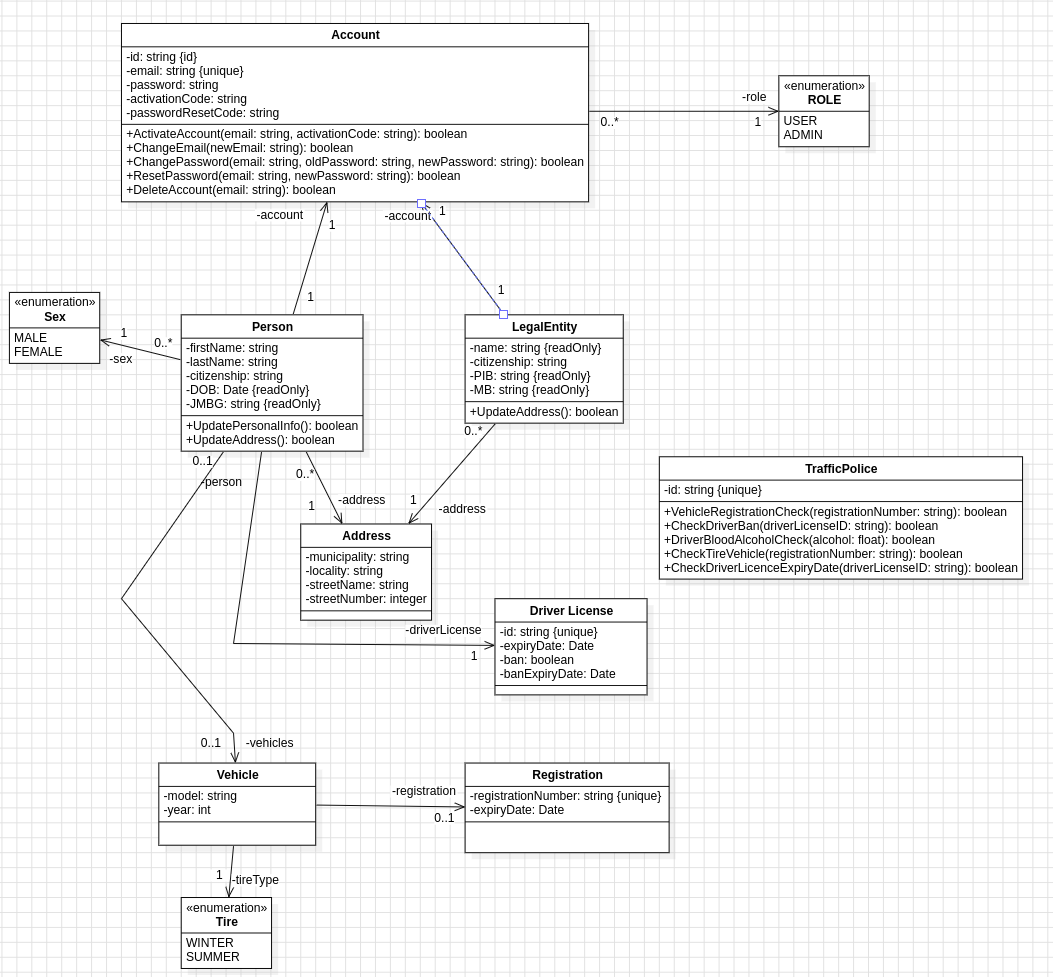 Account
-id: string {id}
-email: string {unique}
-password: string
-activationCode: string
-passwordResetCode: string
+ActivateAccount(email: string, activationCode: string): boolean
+ChangeEmail(newEmail: string): boolean
+ChangePassword(email: string, oldPassword: string, newPassword: string): boolean
+ResetPassword(email: string, newPassword: string): boolean
+DeleteAccount(email: string): boolean
-role
0..*
1
«enumeration»
ROLE
USER
ADMIN
-account
1
-account
1
1
1
«enumeration»
Sex
MALE
FEMALE
1
0..*
-sex
Person
-firstName: string
-lastName: string
-citizenship: string
-DOB: Date {readOnly}
-JMBG: string {readOnly}
+UpdatePersonalInfo(): boolean
+UpdateAddress(): boolean
LegalEntity
-name: string {readOnly}
-citizenship: string
-PIB: string {readOnly}
-MB: string {readOnly}
+UpdateAddress(): boolean
0..1
-person
0..*
1
-address
0..*
1
-address
TrafficPolice
-id: string {unique}
+VehicleRegistrationCheck(registrationNumber: string): boolean
+CheckDriverBan(driverLicenseID: string): boolean
+DriverBloodAlcoholCheck(alcohol: float): boolean
+CheckTireVehicle(registrationNumber: string): boolean
+CheckDriverLicenceExpiryDate(driverLicenseID: string): boolean
Address
-municipality: string
-locality: string
-streetName: string
-streetNumber: integer
-driverLicense
1
Driver License
-id: string {unique}
-expiryDate: Date
-ban: boolean
-banExpiryDate: Date
0..1
-vehicles
Vehicle
-model: string
-year: int
-registration
0..1
Registration
-registrationNumber: string {unique}
-expiryDate: Date
1
-tireType
«enumeration»
Tire
WINTER
SUMMER